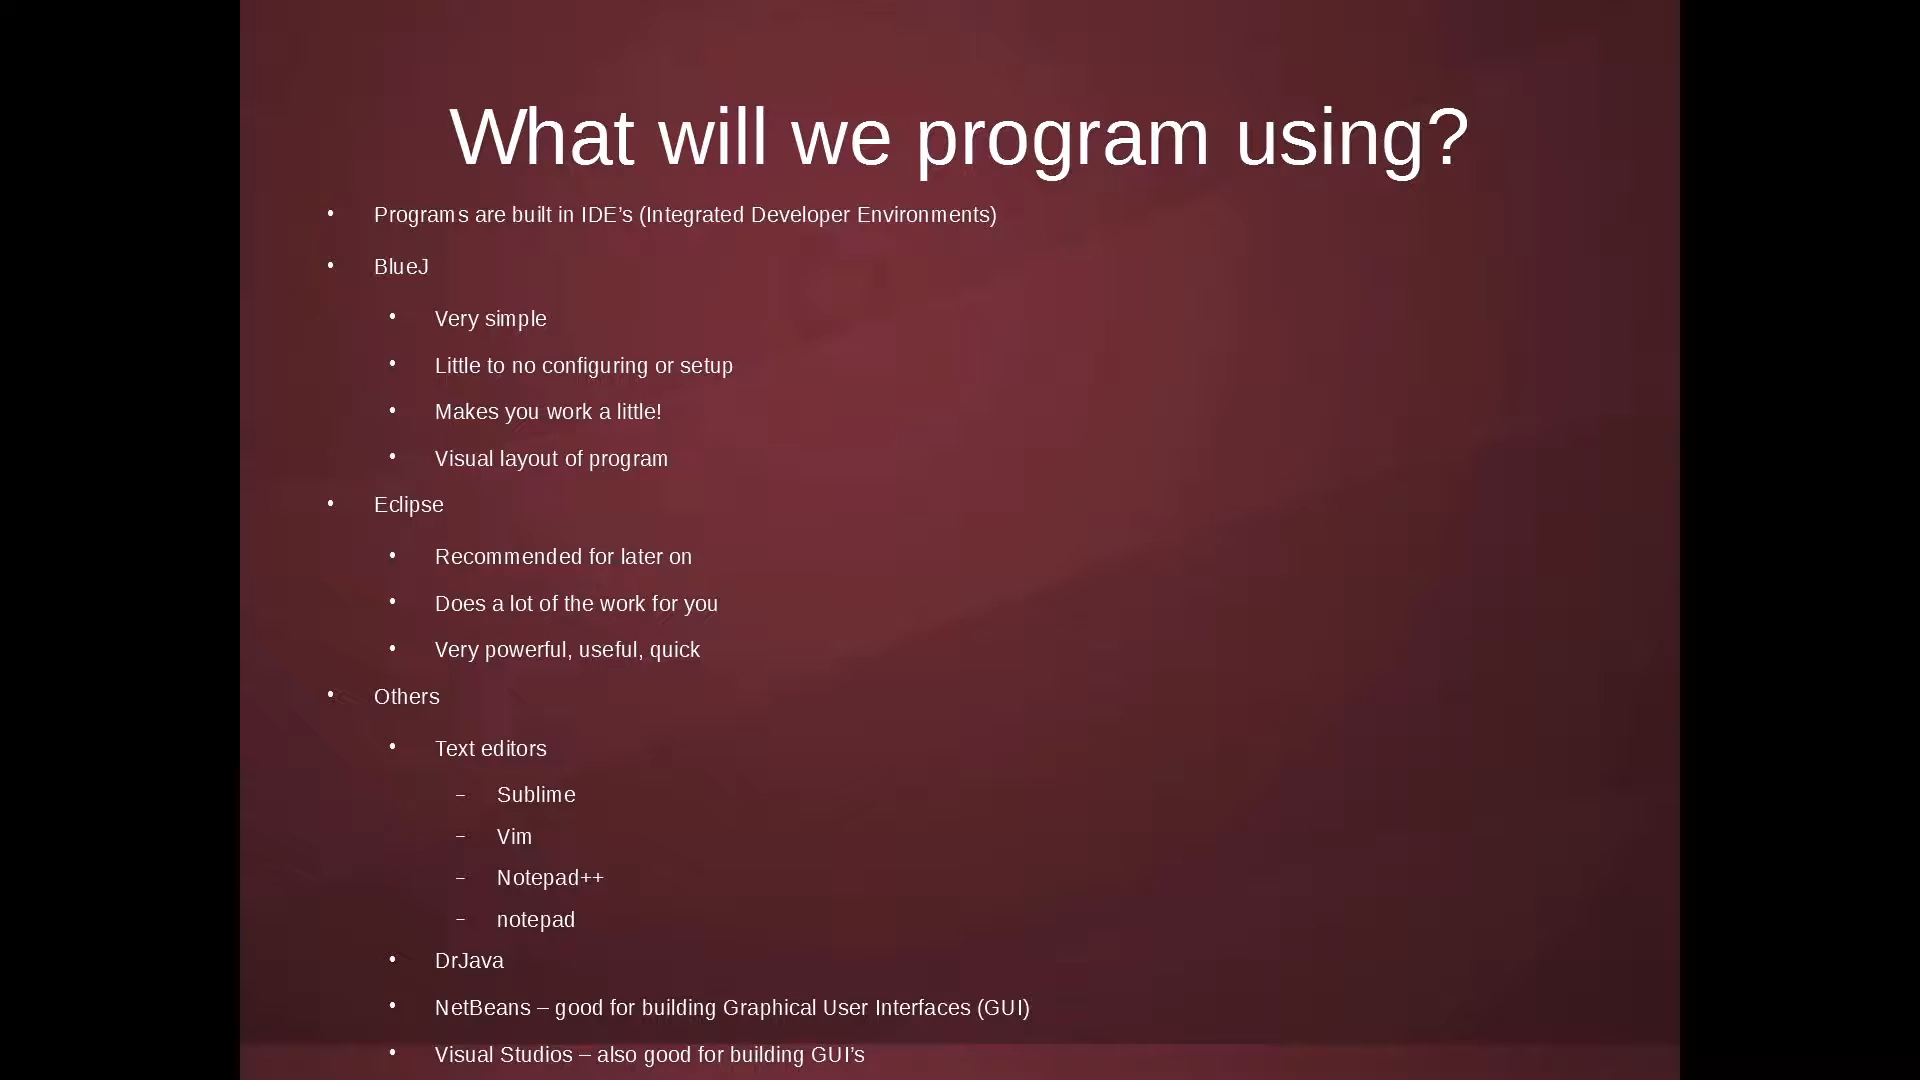 What will we program using?
• Programs are built in IDE’s (Integrated Developer Environments)
• BlueJ
• Very simple
• Little to no configuring or setup
• Makes you work a little!
• Visual layout of program
• Eclipse
• Recommended for later on
• Does a lot of the work for you
• Very powerful, useful, quick
• Others
• Text editors
– Sublime
– Vim
– Notepad++
– notepad
• DrJava
• NetBeans – good for building Graphical User Interfaces (GUI)
• Visual Studios – also good for building GUI’s